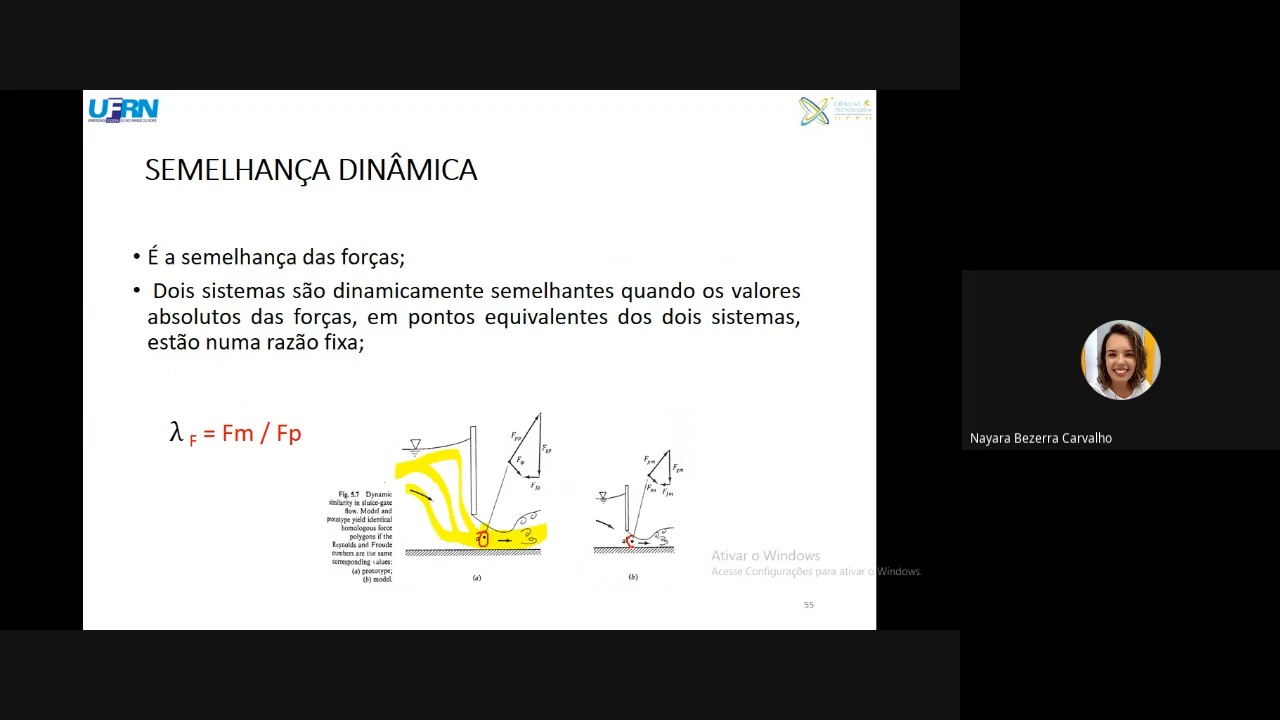 UFRN
CIÊNCIAS &
TECNOLOGIA
UFRN
SEMELHANÇA DINÂMICA
• É a semelhança das forças;
• Dois sistemas são dinamicamente semelhantes quando os valores
absolutos das forças, em pontos equivalentes dos dois sistemas,
estão numa razão fixa;
λ F = Fm / Fp
Fig. 5.7 Dynamic
similarity in sluice-gate
flow. Model and
prototype yield identical
homologous force
polygons if the
Reynolds and Froude
numbers are the same
corresponding values:
(a) prototype;
(b) model.
(a)
(b)
Nayara Bezerra Carvalho
Ativar o Windows
Acesse Configurações para ativar o Windows.
55